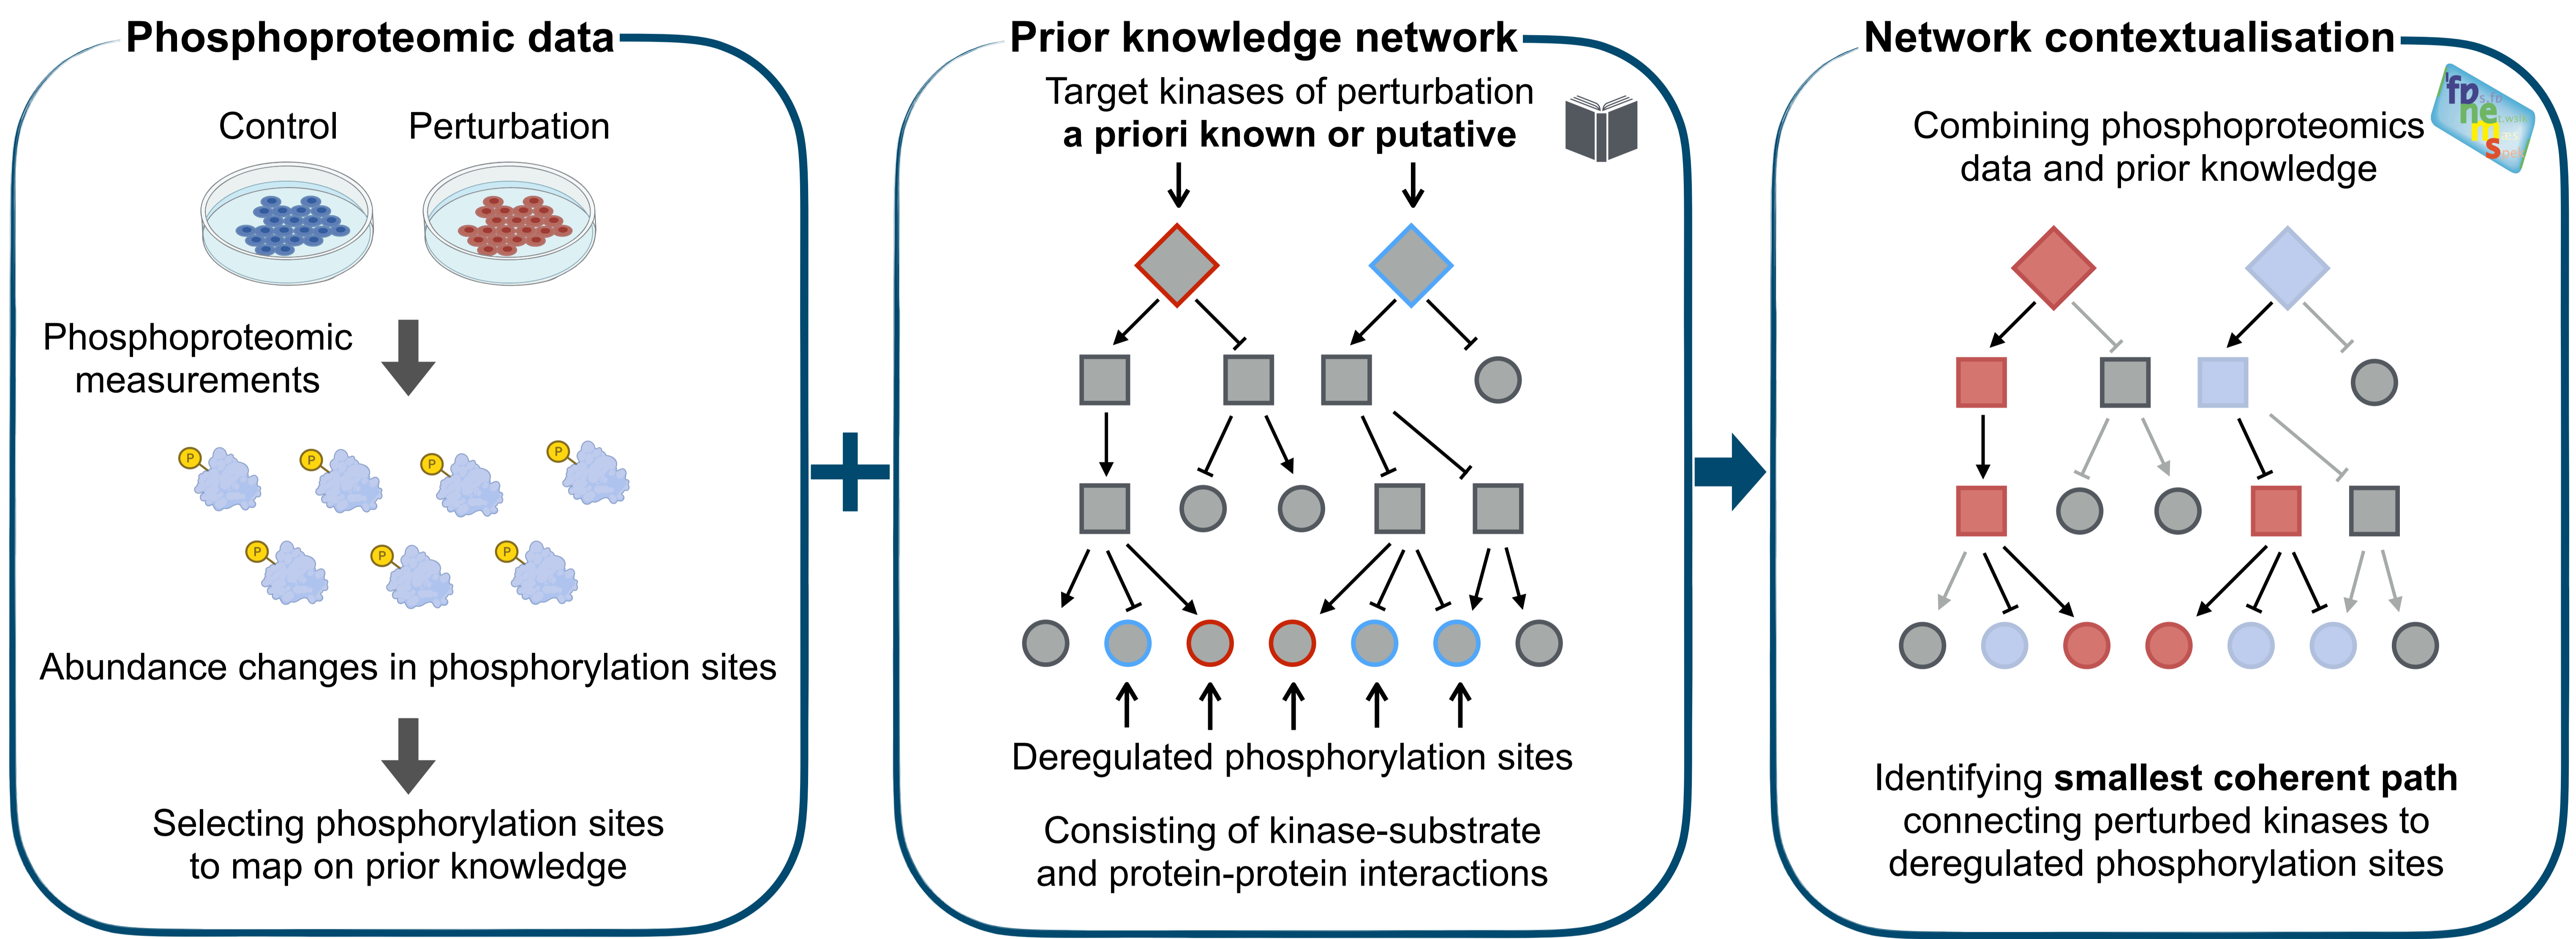 Phosphoproteomic data
Control
Perturbation
Phosphoproteomic
measurements
P
P
P
P
P
P
P
Abundance changes in phosphorylation sites
Selecting phosphorylation sites
to map on prior knowledge
Prior knowledge network
Target kinases of perturbation
a priori known or putative
Deregulated phosphorylation sites
Consisting of kinase-substrate
and protein-protein interactions
Network contextualisation
Combining phosphoproteomics
data and prior knowledge
Identifying smallest coherent path
connecting perturbed kinases to
deregulated phosphorylation sites